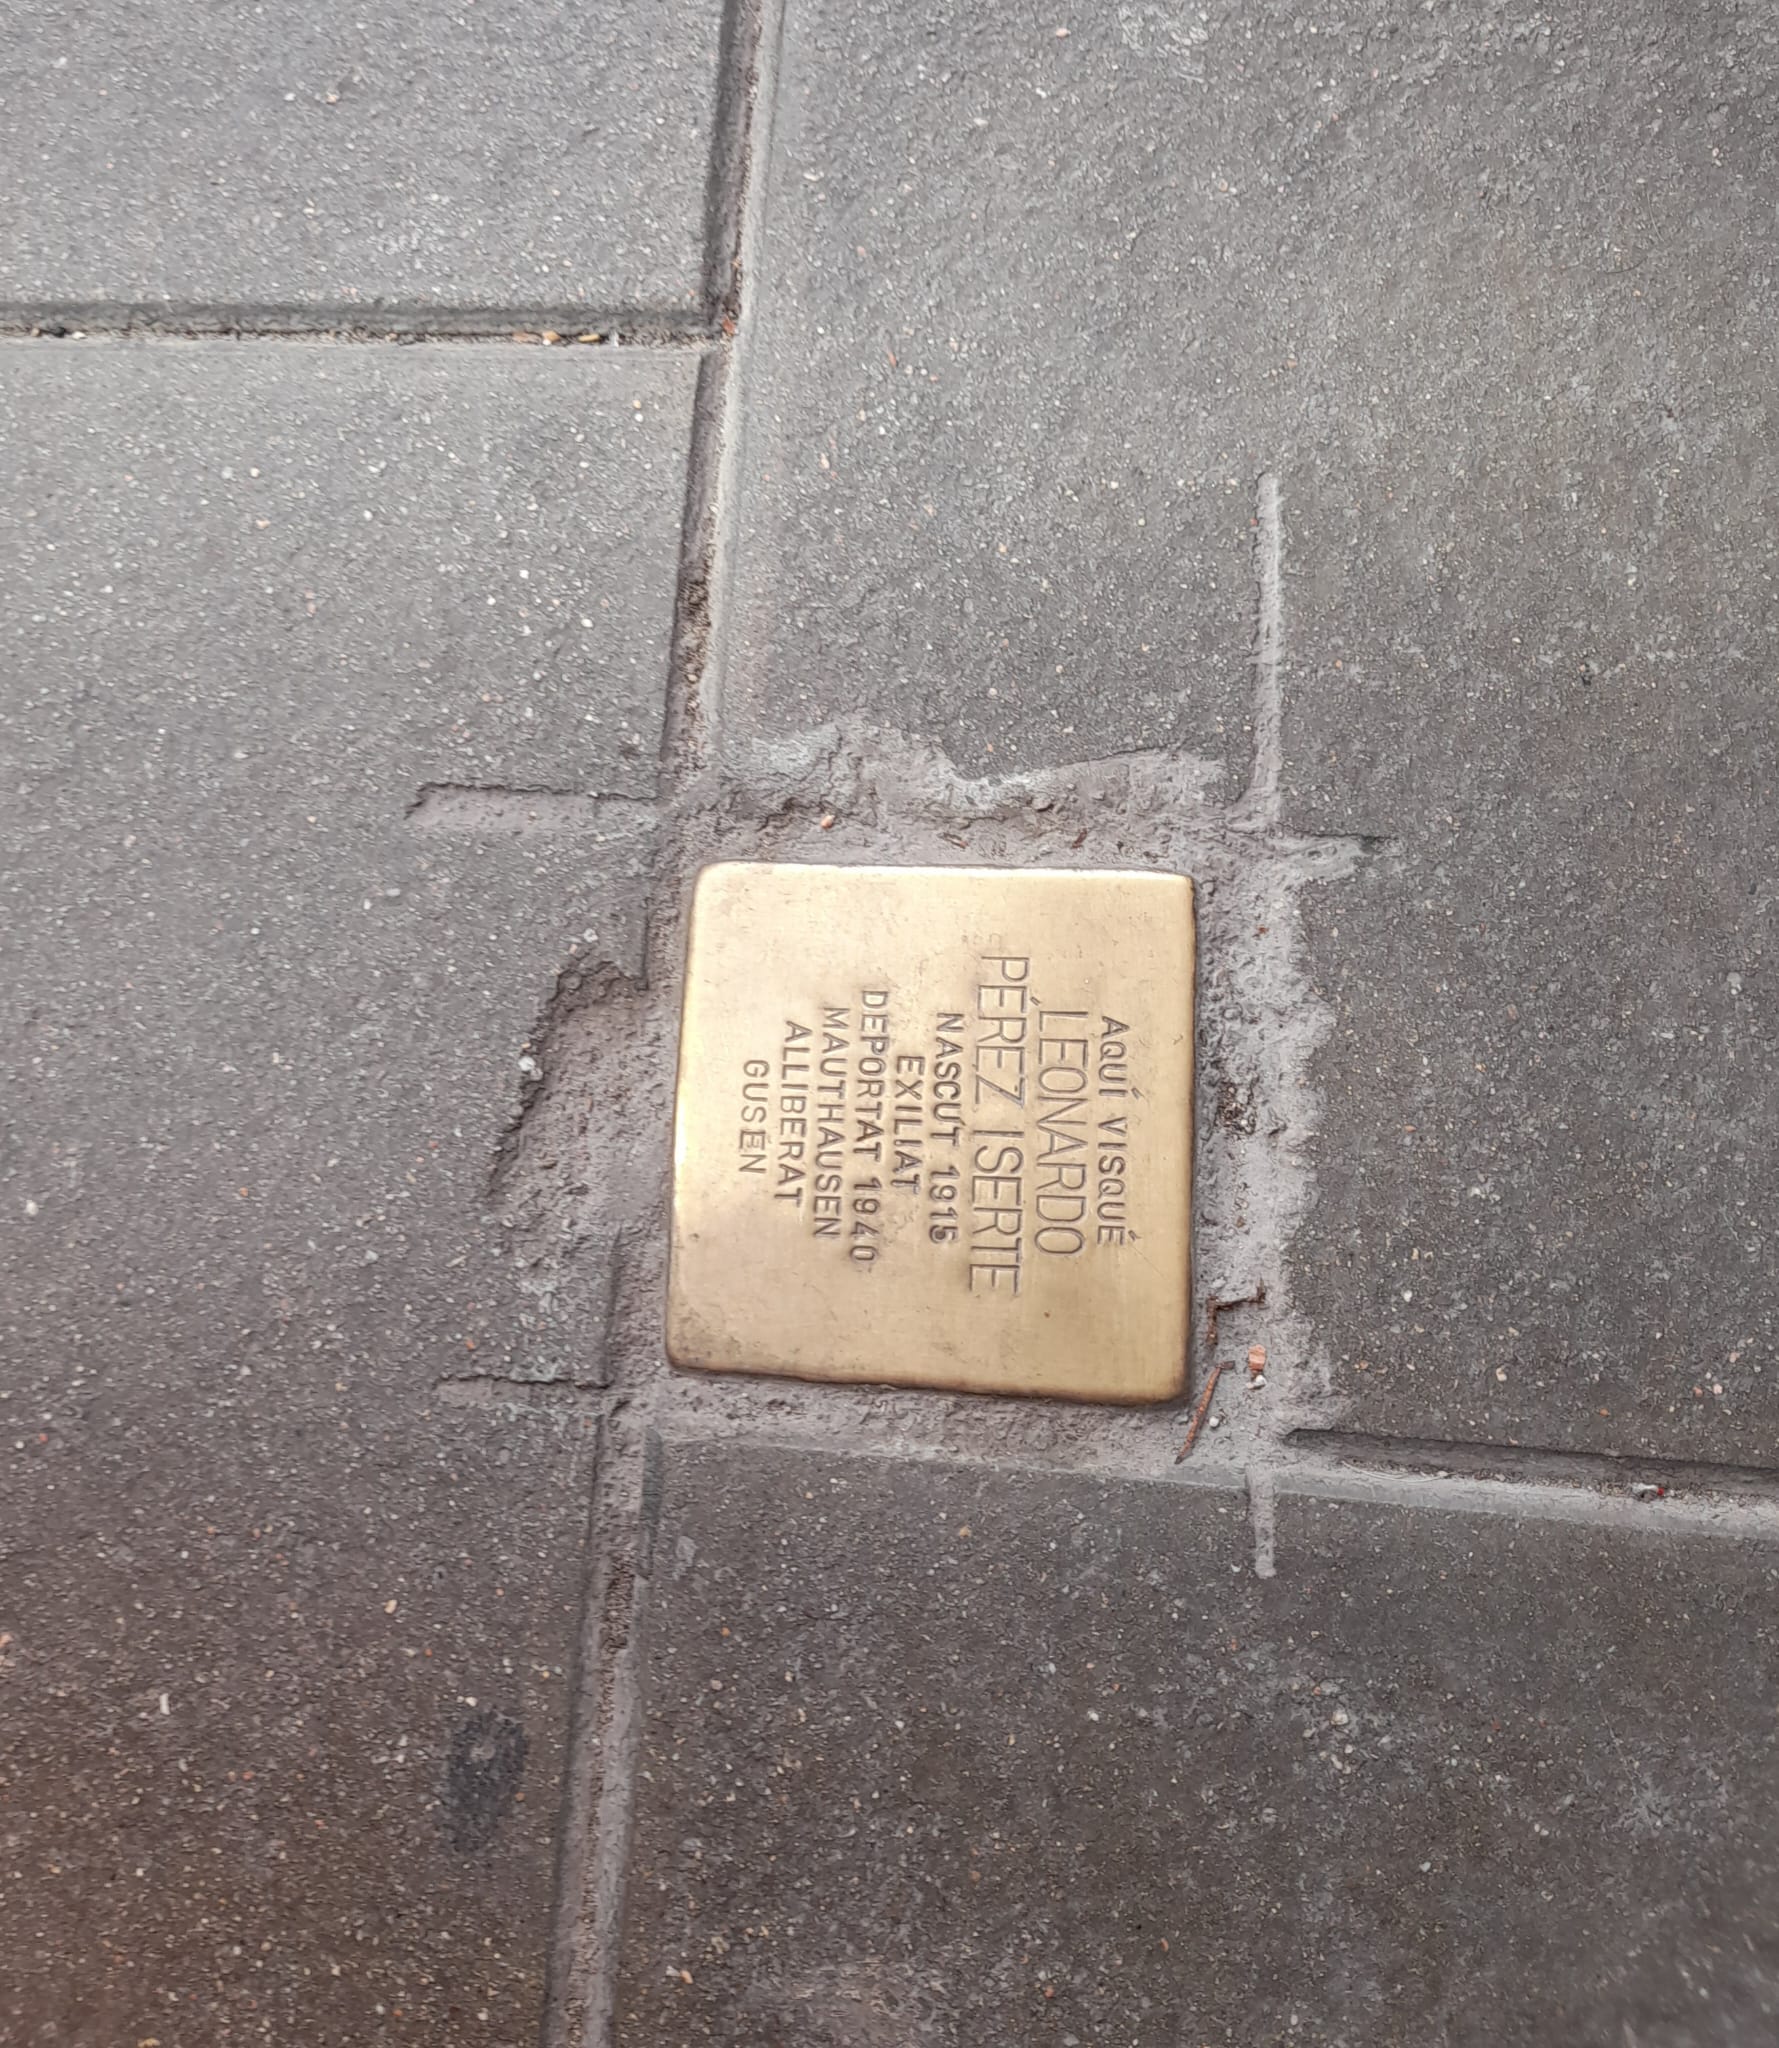 AQUÍ VISQUÉ
LEONARDO
PÉREZ ISERTE
NASCUT 1915
EXILIAT
DEPORTAT 1940
MAUTHAUSEN
ALLIBERAT
GUSEN